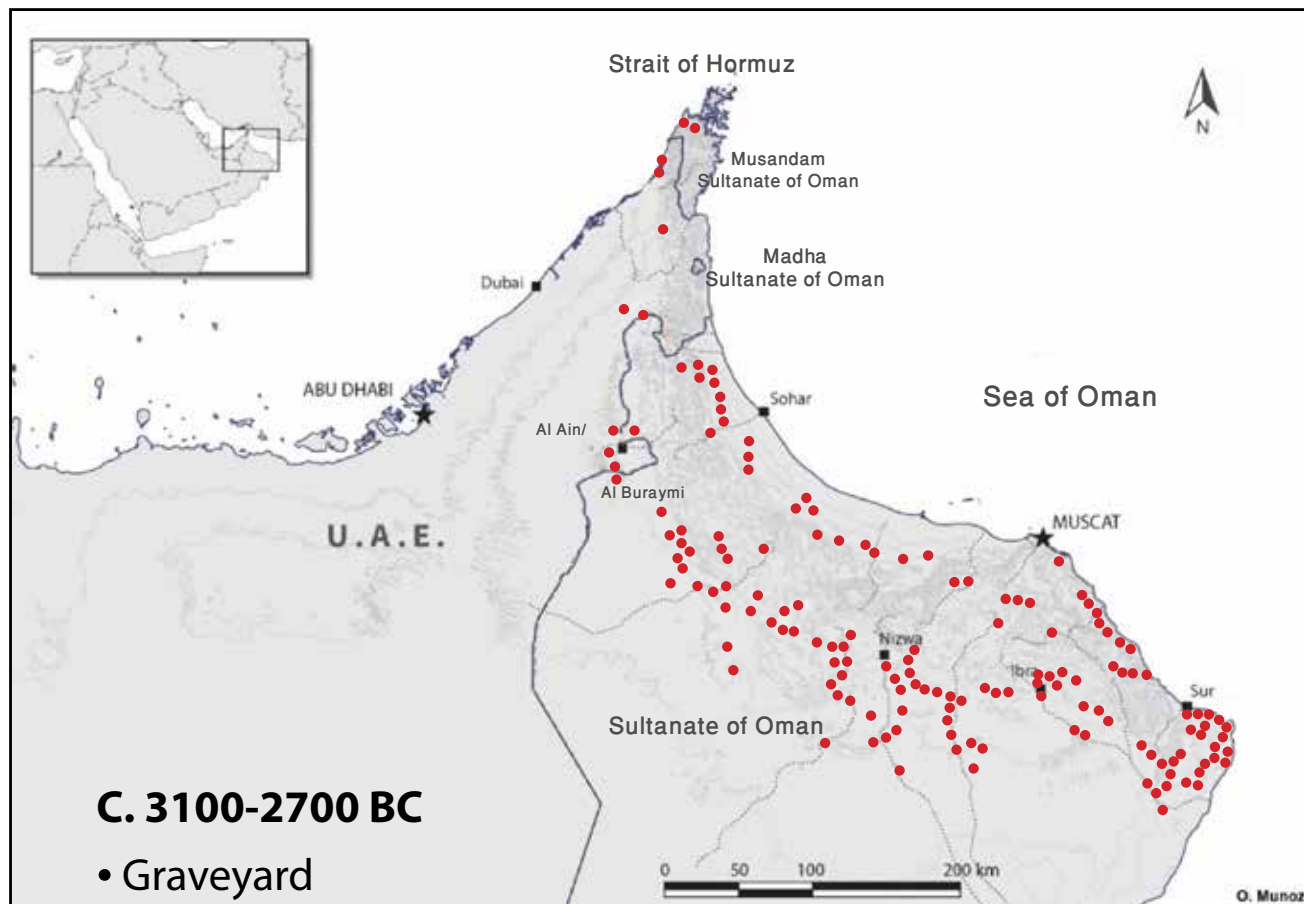 Strait of Hormuz
N
Musandam
Sultanate of Oman
Madha
Sultanate of Oman
Dubai
ABU DHABI
Sohar
Sea of Oman
Al Ain/
Al Buraymi
U.A.E.
MUSCAT
Nizwa
Ibra
Sur
Sultanate of Oman
C. 3100-2700 BC
• Graveyard
0 50 100 200 km
O. Munoz